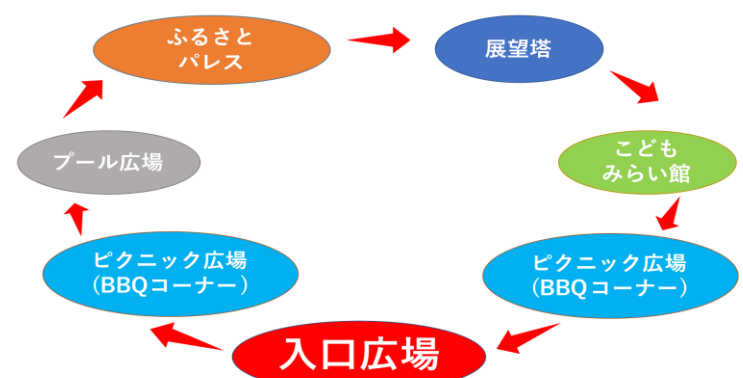 ふるさと
パレス
展望塔
プール広場
こども
みらい館
ピクニック広場
(BBQコーナー)
ピクニック広場
(BBQコーナー)
入口広場